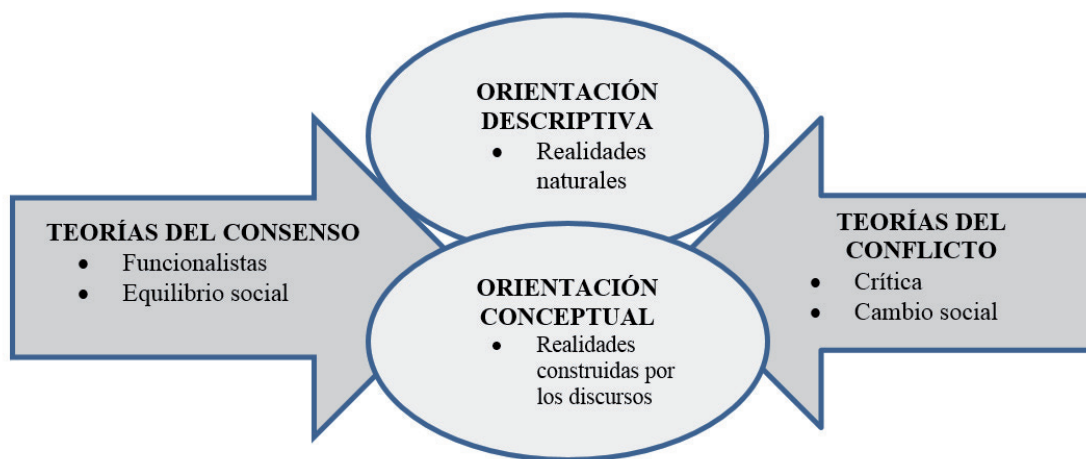 ORIENTACIÓN
DESCRIPTIVA
• Realidades
naturales
TEORÍAS DEL CONSENSO
• Funcionalistas
• Equilibrio social
ORIENTACIÓN
CONCEPTUAL
• Realidades
construidas por
los discursos
TEORÍAS DEL
CONFLICTO
• Crítica
• Cambio social